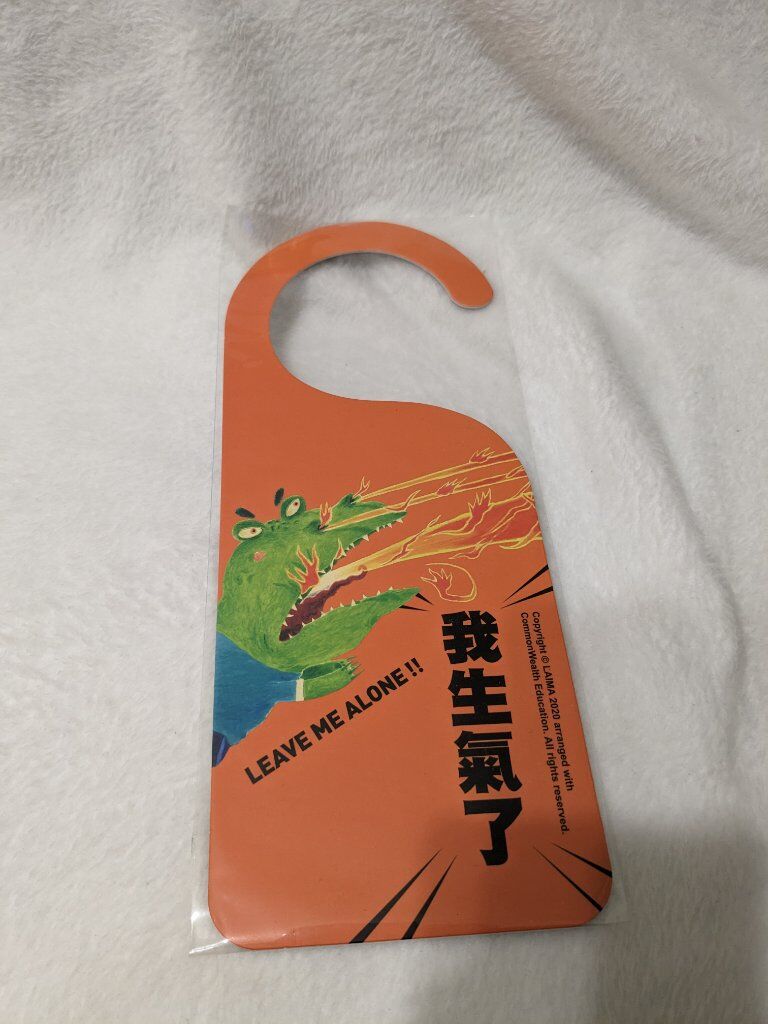 LEAVE ME ALONE!!
我生氣了
Copyright © LAIMA 2020 arranged with
CommonWealth Education. All rights reserved.